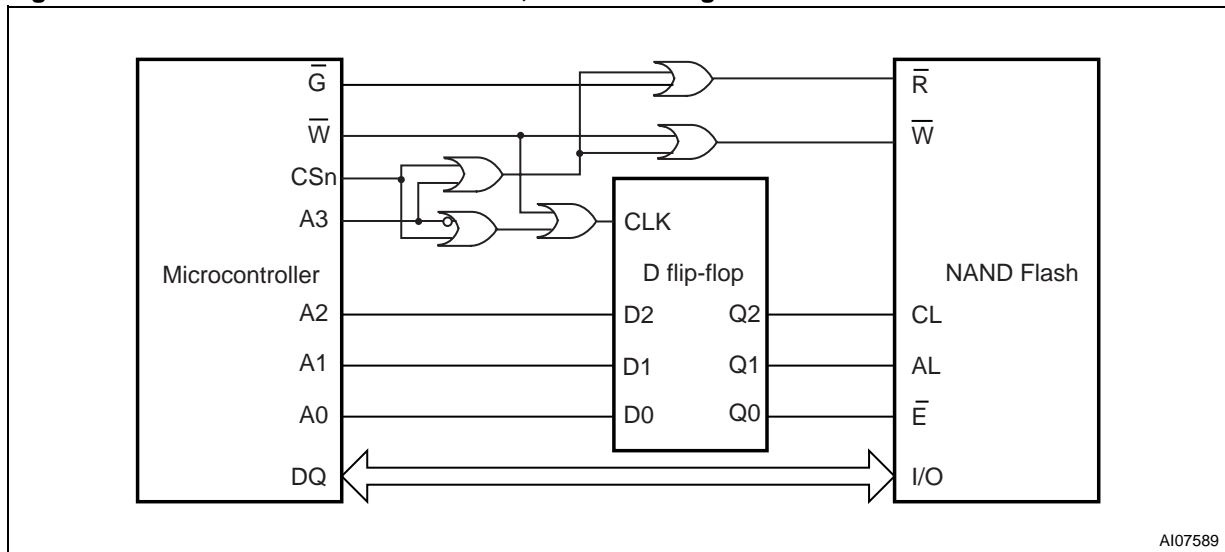 G̅
R̅
W̅
W̅
CSn
CLK
A3
D flip-flop
NAND Flash
Microcontroller
A2
D2
Q2
CL
A1
D1
Q1
AL
A0
D0
Q0
E̅
DQ
I/O
AI07589